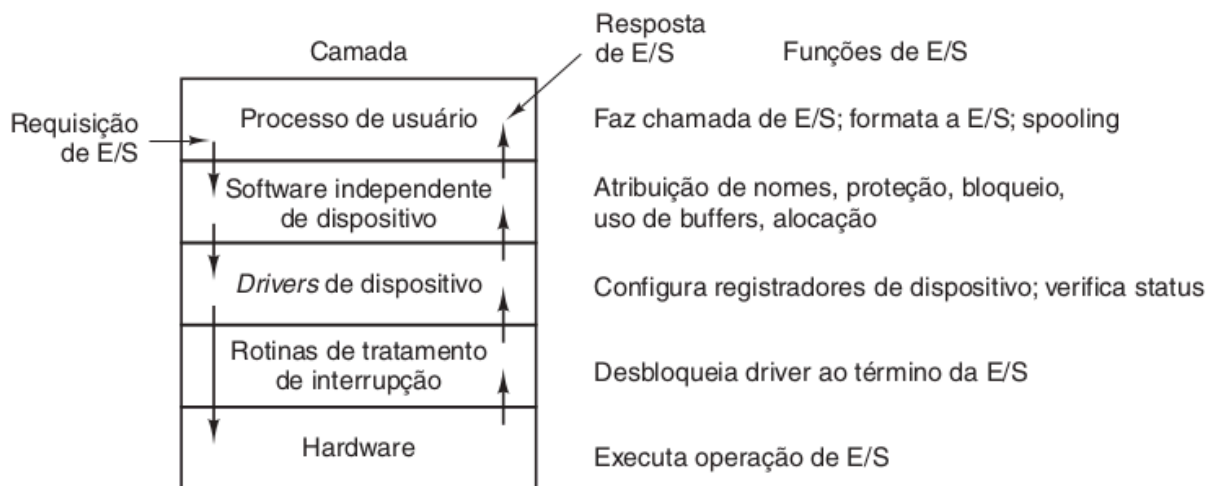 Camada
Resposta
de E/S
Funções de E/S
Requisição
de E/S
Processo de usuário
Faz chamada de E/S; formata a E/S; spooling
Software independente
de dispositivo
Atribuição de nomes, proteção, bloqueio,
uso de buffers, alocação
Drivers de dispositivo
Configura registradores de dispositivo; verifica status
Rotinas de tratamento
de interrupção
Desbloqueia driver ao término da E/S
Hardware
Executa operação de E/S